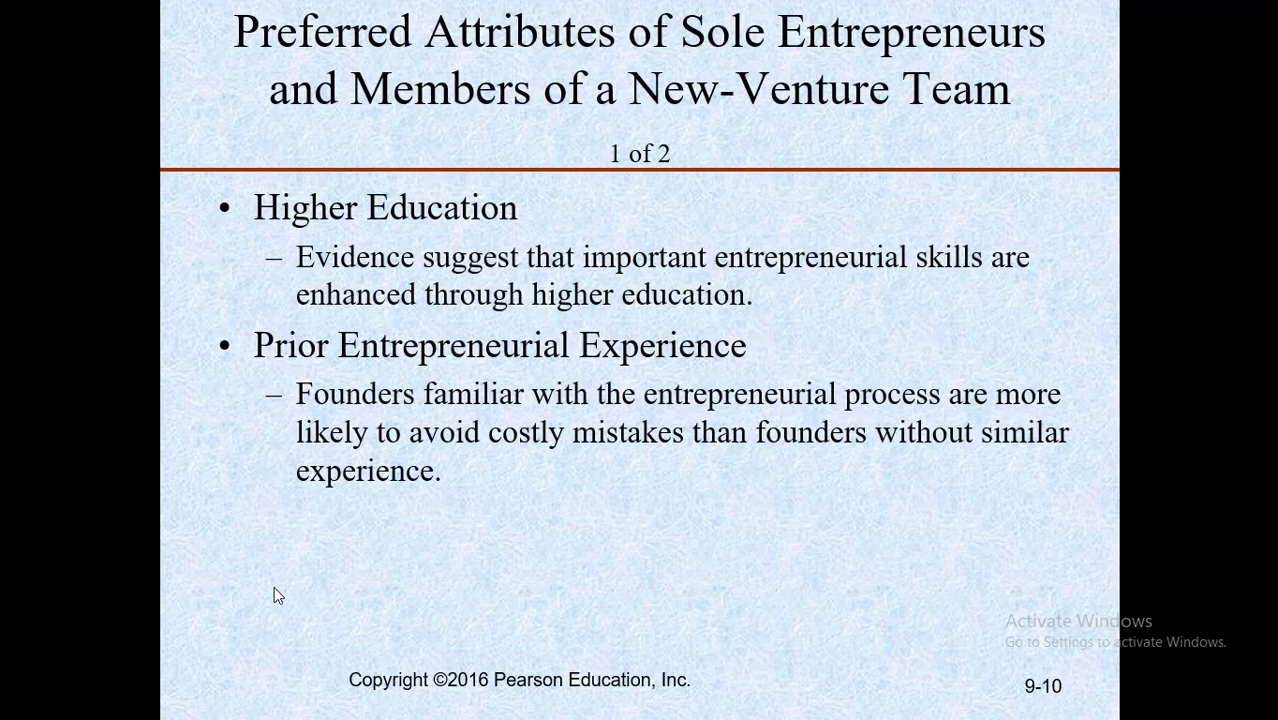 Preferred Attributes of Sole Entrepreneurs
and Members of a New-Venture Team
1 of 2
• Higher Education
– Evidence suggest that important entrepreneurial skills are
enhanced through higher education.
• Prior Entrepreneurial Experience
– Founders familiar with the entrepreneurial process are more
likely to avoid costly mistakes than founders without similar
experience.
Activate Windows
Go to Settings to activate Windows.
Copyright ©2016 Pearson Education, Inc.
9-10